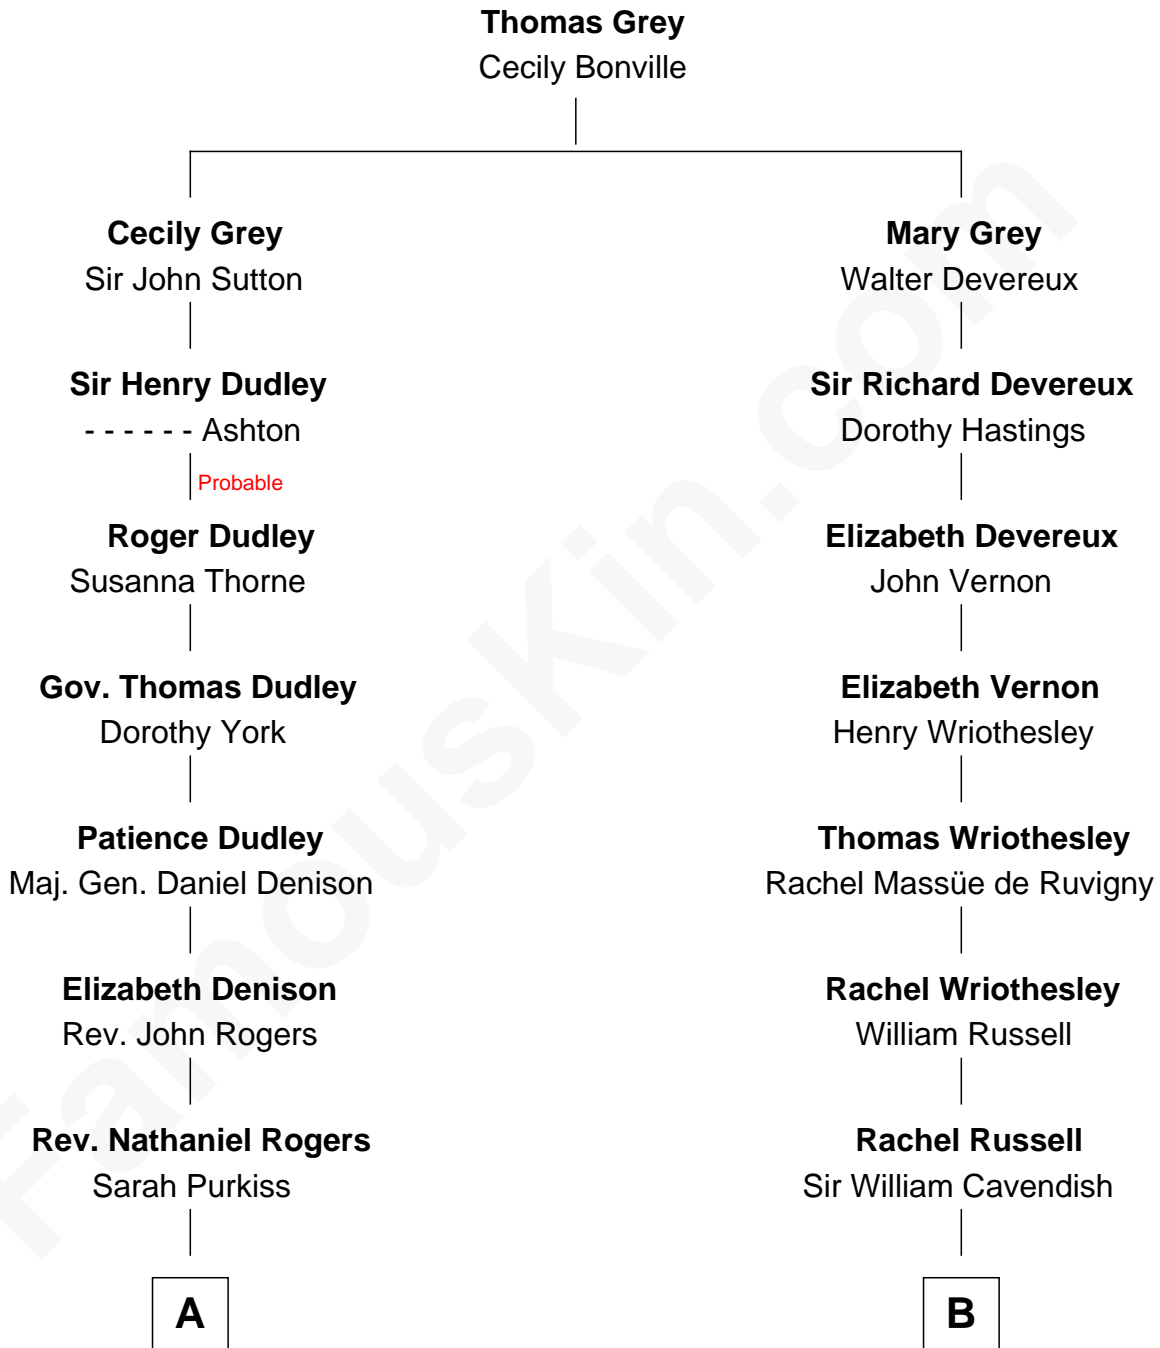 Thomas Grey
Cecily Bonville
Cecily Grey
Sir John Sutton
Mary Grey
Walter Devereux
Sir Henry Dudley
- - - - - - Ashton
Sir Richard Devereux
Dorothy Hastings
Probable
Roger Dudley
Susanna Thorne
Elizabeth Devereux
John Vernon
Gov. Thomas Dudley
Dorothy York
Elizabeth Vernon
Henry Wriothesley
Patience Dudley
Maj. Gen. Daniel Denison
Thomas Wriothesley
Rachel Massüe de Ruvigny
Elizabeth Denison
Rev. John Rogers
Rachel Wriothesley
William Russell
Rev. Nathaniel Rogers
Sarah Purkiss
Rachel Russell
Sir William Cavendish
A
B
FamousKin.com